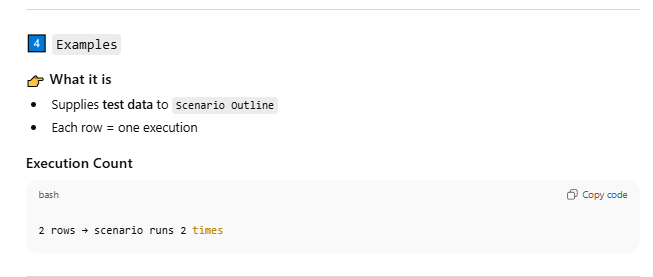 4 Examples
👉 What it is
• Supplies test data to Scenario Outline
• Each row = one execution
Execution Count
bash
Copy code
2 rows → scenario runs 2 times